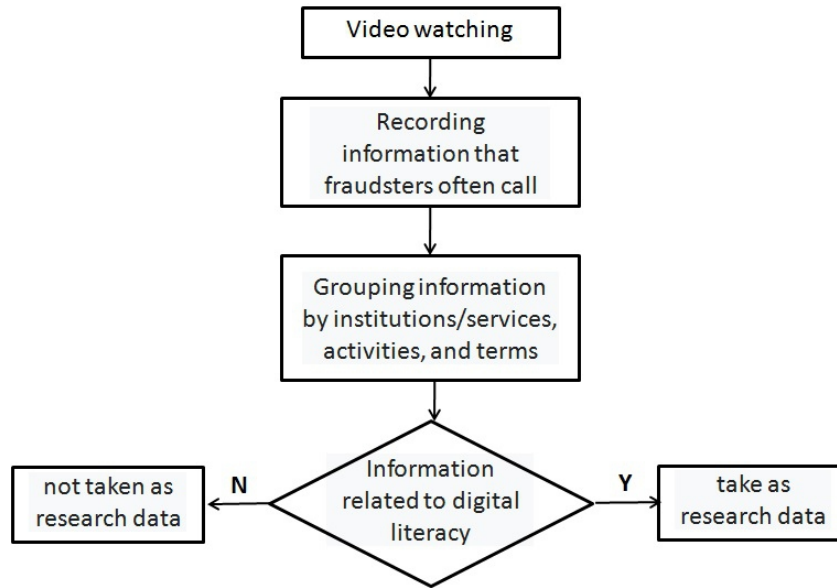 Video watching
Recording
information that
fraudsters often call
Grouping information
by institutions/services,
activities, and terms
Information
related to digital
literacy
N
not taken as
research data
Y
take as
research data